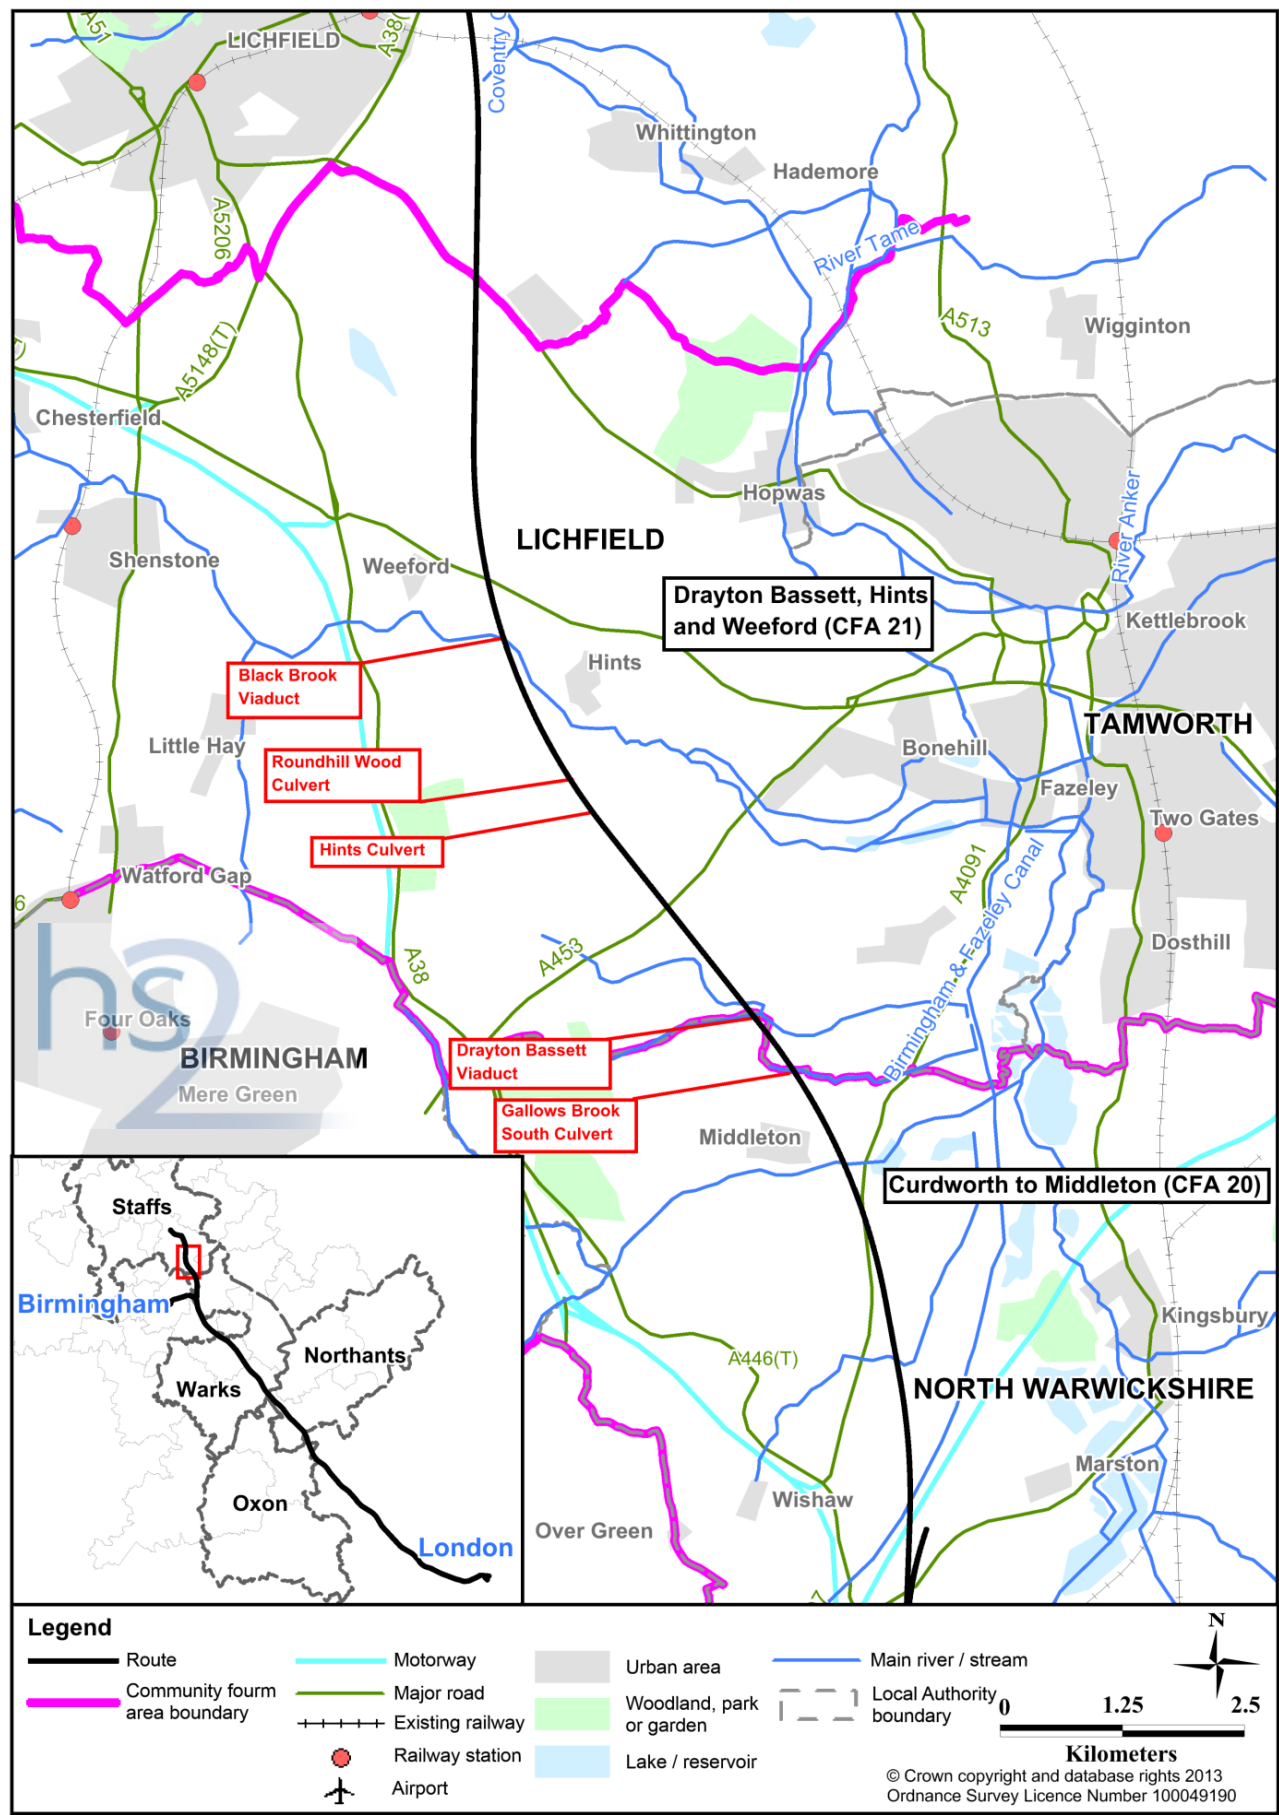 A51
LICHFIELD
A38(
Coventry C
Whittington
Hademore
A5206
River Tame
A513
Wigginton
A5148(T)
Chesterfield
Hopwas
River Anker
LICHFIELD
Shenstone
Weeford
Drayton Bassett, Hints
and Weeford (CFA 21)
Kettlebrook
Hints
Black Brook
Viaduct
TAMWORTH
Little Hay
Bonehill
Roundhill Wood
Culvert
Fazeley
Two Gates
Hints Culvert
A4091
Watford Gap
6
Birmingham & Fazeley Canal
Dosthill
A453
A38
hs2
Four Oaks
BIRMINGHAM
Drayton Bassett
Viaduct
Mere Green
Gallows Brook
South Culvert
Middleton
Curdworth to Middleton (CFA 20)
Staffs
Birmingham
Northants
Warks
Oxon
London
Kingsbury
A446(T)
NORTH WARWICKSHIRE
Marston
Wishaw
Over Green
Legend
Route
Community fourm
area boundary
Motorway
Major road
Existing railway
Railway station
Airport
Urban area
Woodland, park
or garden
Lake / reservoir
Main river / stream
Local Authority
boundary
N
0 1.25 2.5
Kilometers
© Crown copyright and database rights 2013
Ordnance Survey Licence Number 100049190